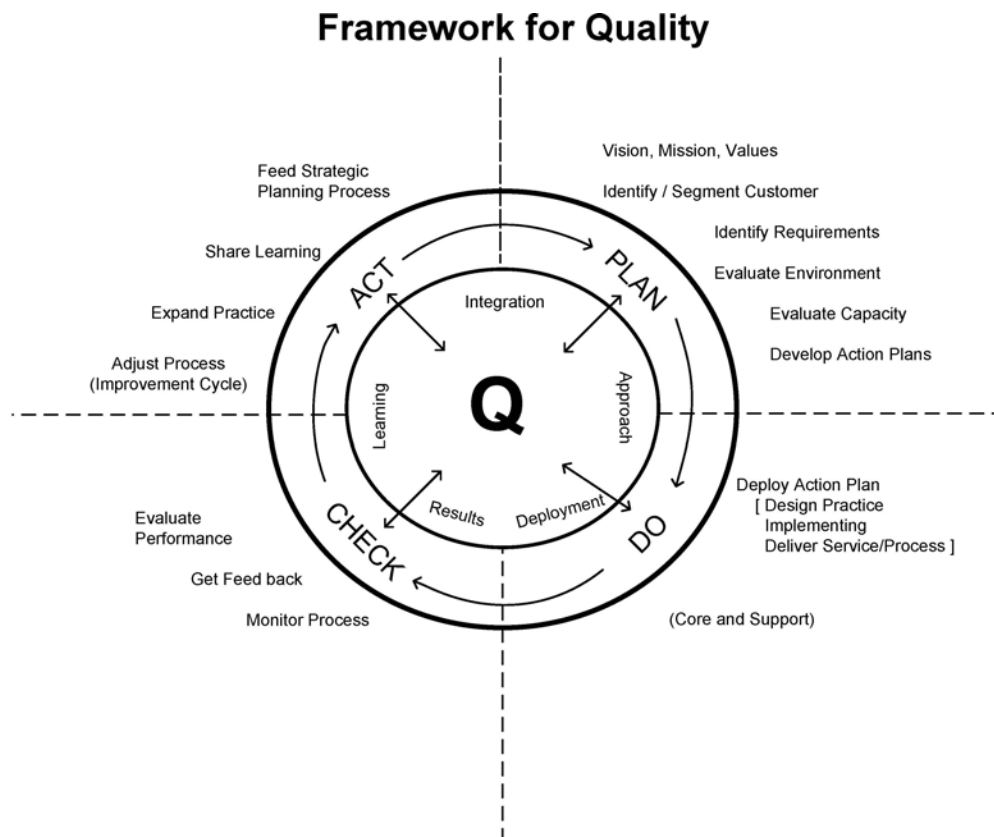 Framework for Quality
Vision, Mission, Values
Identify / Segment Customer
Identify Requirements
Evaluate Environment
Evaluate Capacity
Develop Action Plans
Deploy Action Plan
[ Design Practice
Implementing
Deliver Service/Process ]
(Core and Support)
Monitor Process
Get Feed back
Evaluate
Performance
Adjust Process
(Improvement Cycle)
Expand Practice
Share Learning
Feed Strategic
Planning Process
ACT
PLAN
DO
CHECK
Integration
Approach
Deployment
Results
Learning
Q